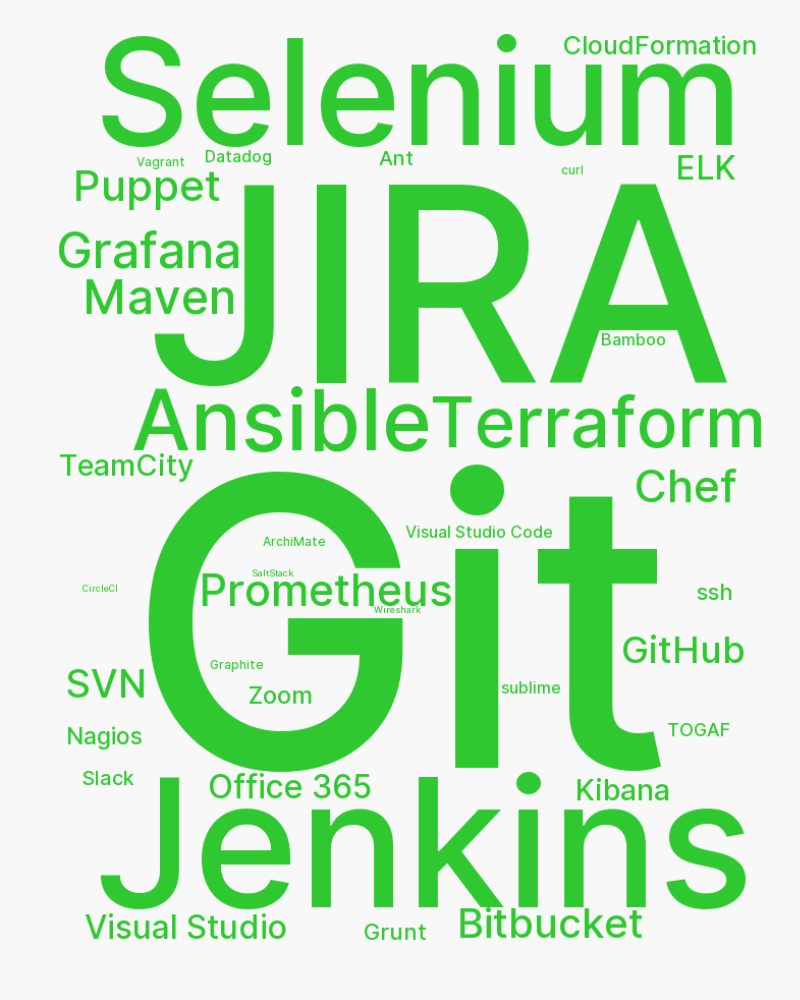 CloudFormation
Selenium
Vagrant
Datadog
Ant
curl
ELK
Puppet
JIRA
Grafana
Maven
Bamboo
Ansible
Terraform
TeamCity
Chef
Git
Visual Studio Code
ArchiMate
SaltStack
Prometheus
CircleCI
ssh
Wireshark
GitHub
Graphite
SVN
Zoom
sublime
TOGAF
Nagios
Slack
Office 365
Kibana
Jenkins
Visual Studio
Grunt
Bitbucket